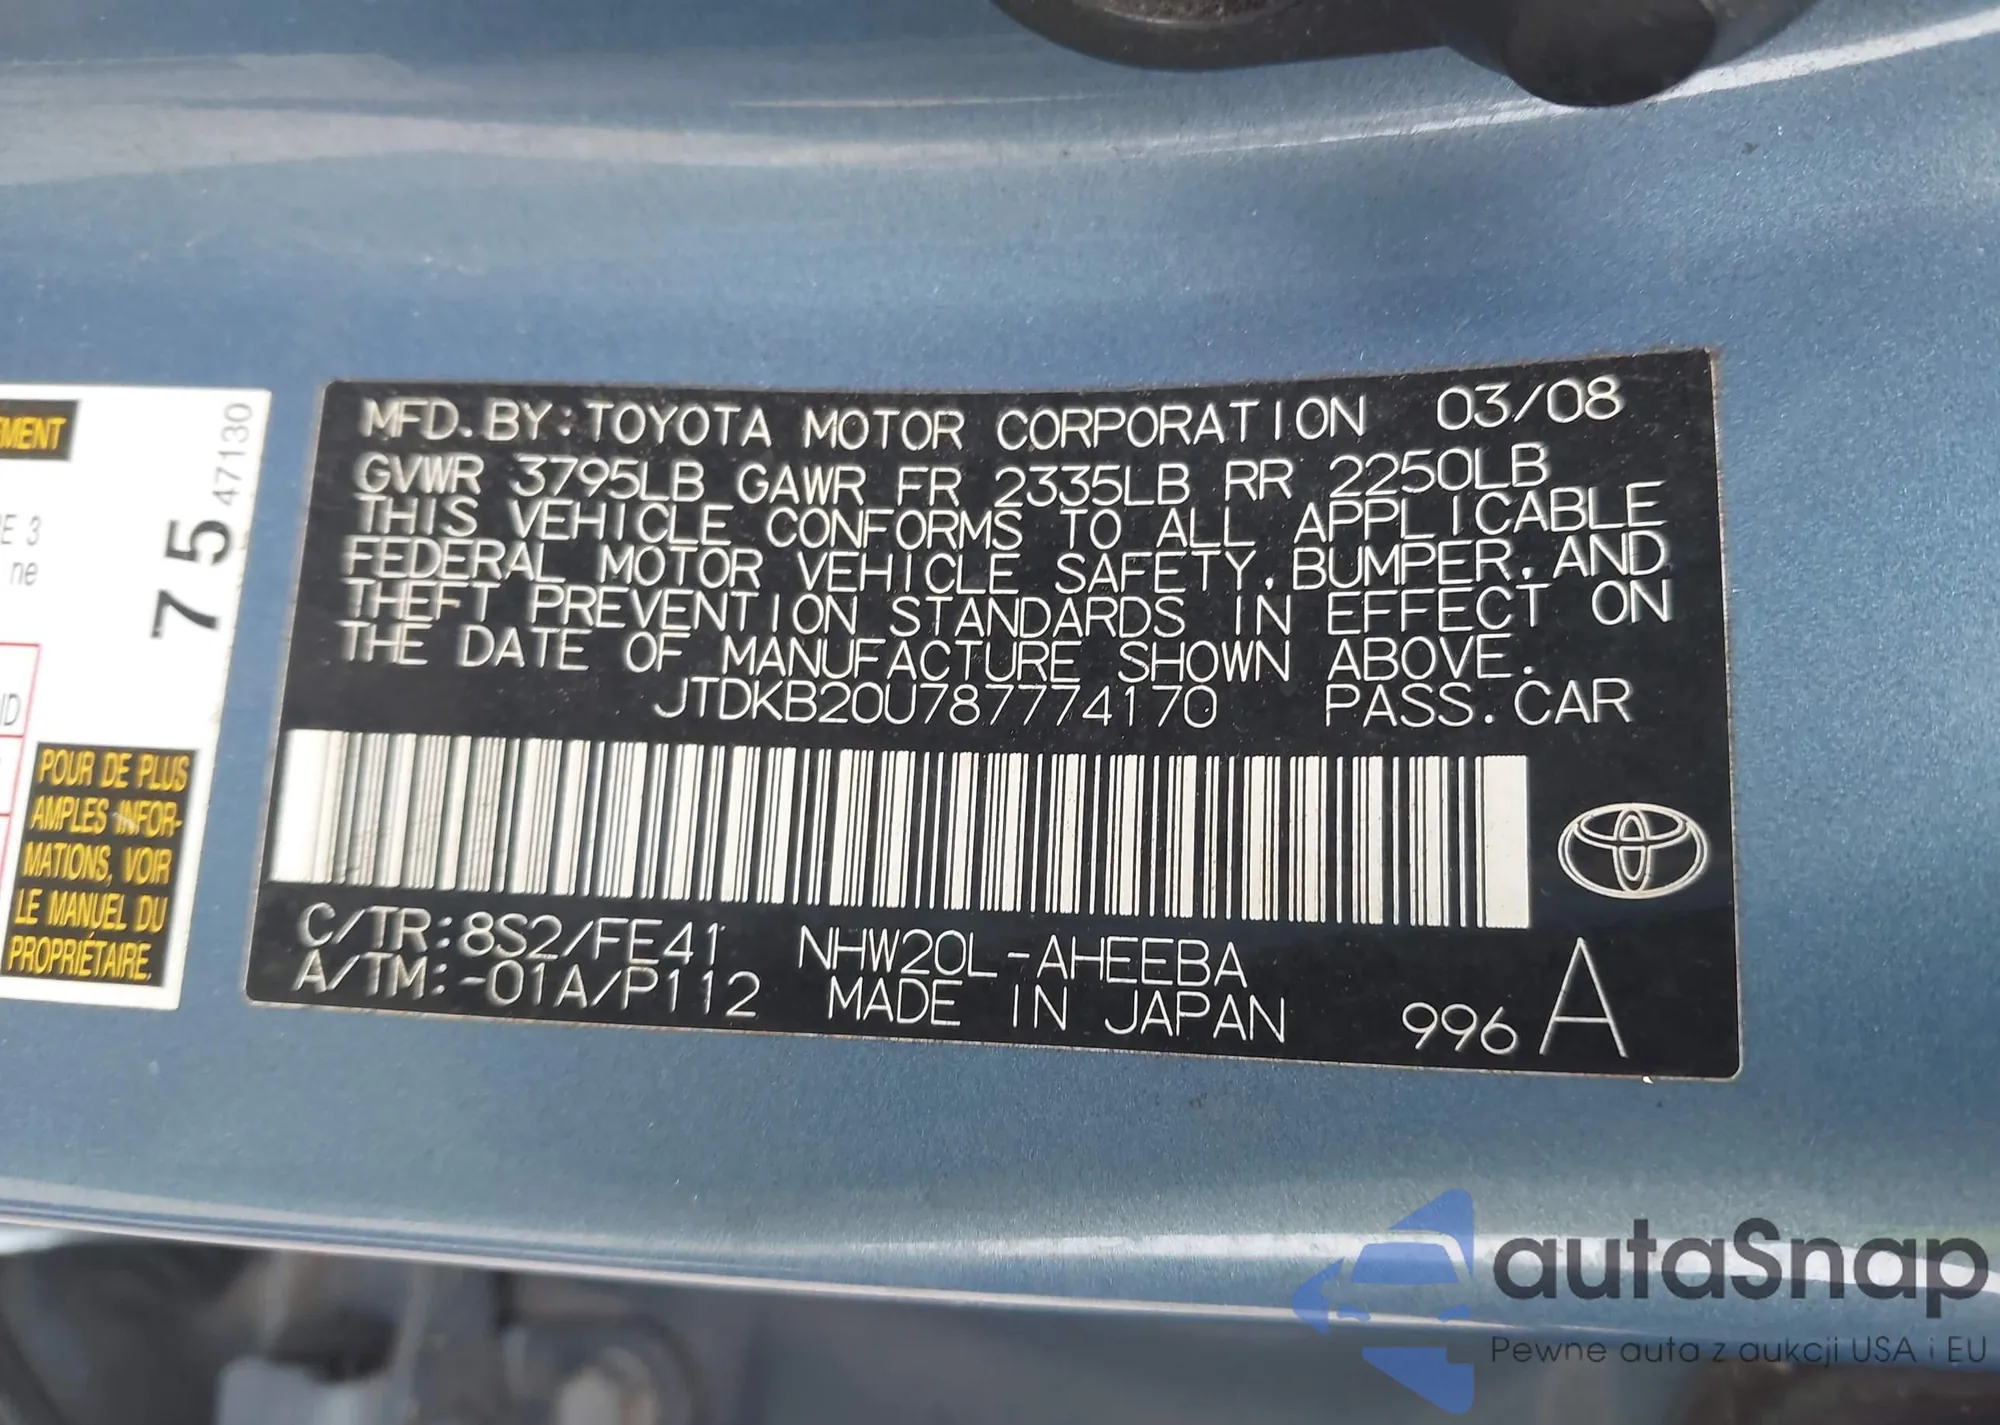 MFD. BY: TOYOTA MOTOR CORPORATION 03/08
GVWR 3795LB GAWR FR 2335LB RR 2250LB
THIS VEHICLE CONFORMS TO ALL APPLICABLE
FEDERAL MOTOR VEHICLE SAFETY, BUMPER, AND
THEFT PREVENTION STANDARDS IN EFFECT ON
THE DATE OF MANUFACTURE SHOWN ABOVE.
JTDKB20U787774170 PASS. CAR
C/TR: 8S2/FE41 NHW20L-AHEEBA
A/TM: -01A/P112 MADE IN JAPAN 996 A
75 47130
E 3
ne
POUR DE PLUS
AMPLES INFOR-
MATIONS, VOIR
LE MANUEL DU
PROPRIÉTAIRE.
autaSnap
Pewne auta z aukcji USA i EU